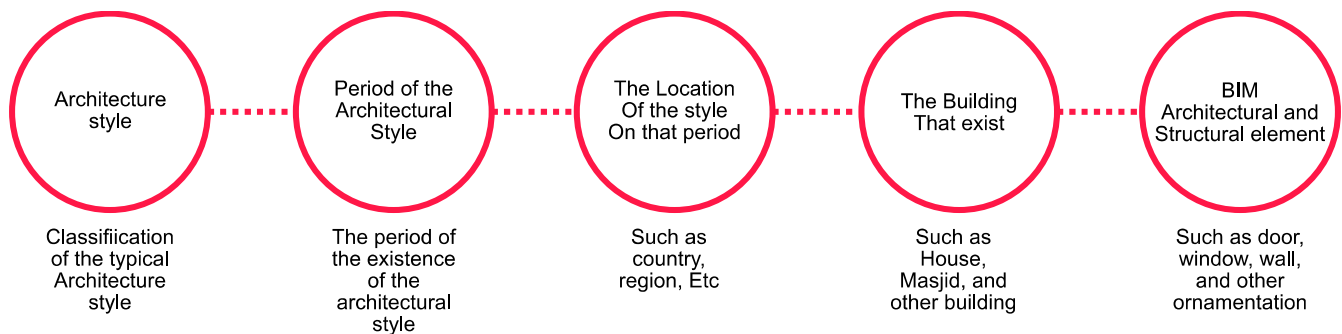 Architecture
style
Period of the
Architectural
Style
The Location
Of the style
On that period
The Building
That exist
BIM
Architectural and
Structural element
Classifiication
of the typical
Architecture
style
The period of
the existence
of the
architectural
style
Such as
country,
region, Etc
Such as
House,
Masjid, and
other building
Such as door,
window, wall,
and other
ornamentation